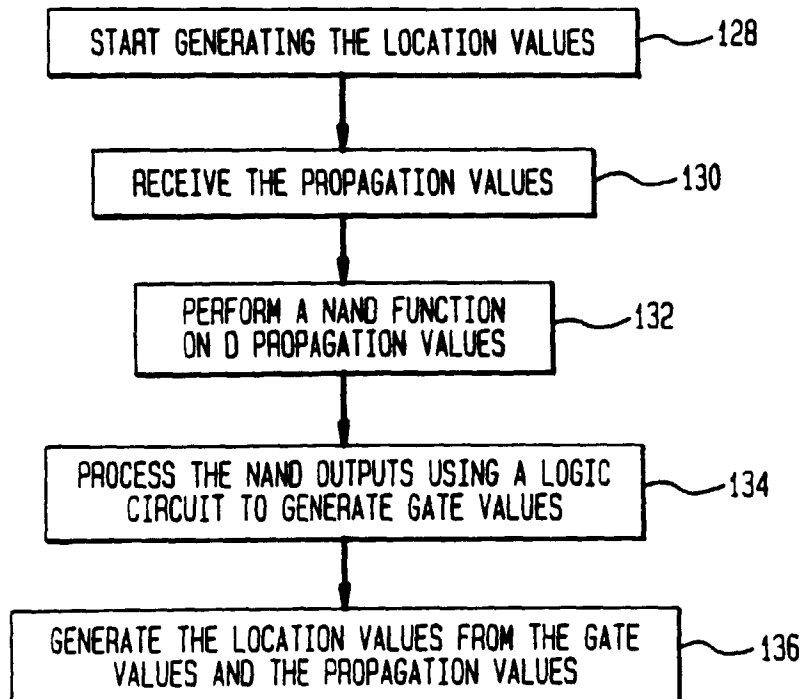 START GENERATING THE LOCATION VALUES
128
RECEIVE THE PROPAGATION VALUES
130
PERFORM A NAND FUNCTION
ON D PROPAGATION VALUES
132
PROCESS THE NAND OUTPUTS USING A LOGIC
CIRCUIT TO GENERATE GATE VALUES
134
GENERATE THE LOCATION VALUES FROM THE GATE
VALUES AND THE PROPAGATION VALUES
136